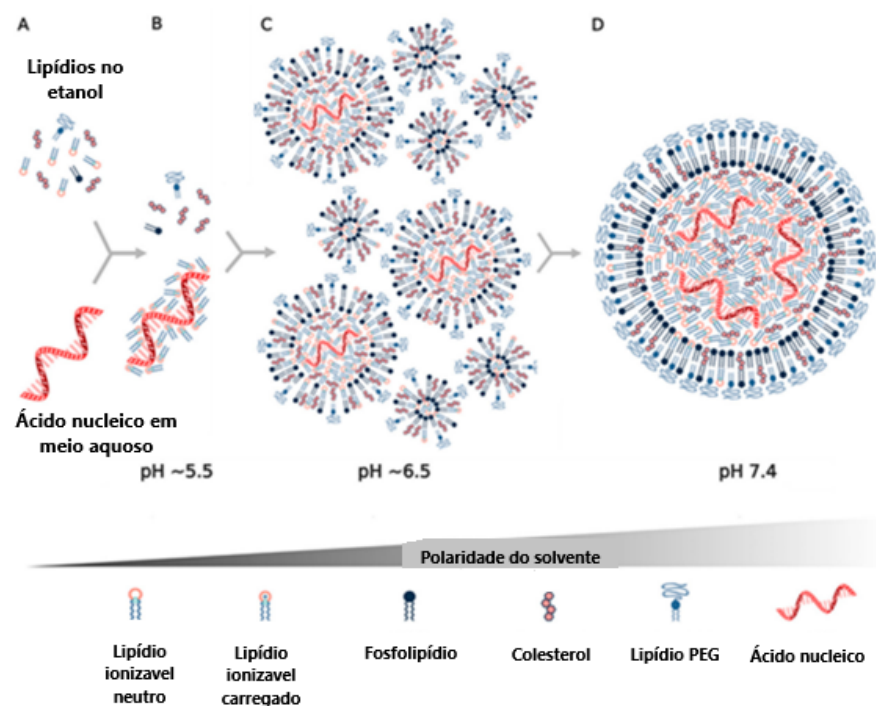 A
B
C
D
Lipídios no
etanol
Ácido nucleico em
meio aquoso
pH ~5.5
pH ~6.5
pH 7.4
Polaridade do solvente
Lipídio
ionizavel
neutro
Lipídio
ionizavel
carregado
Fosfolipídio
Colesterol
Lipídio PEG
Ácido nucleico